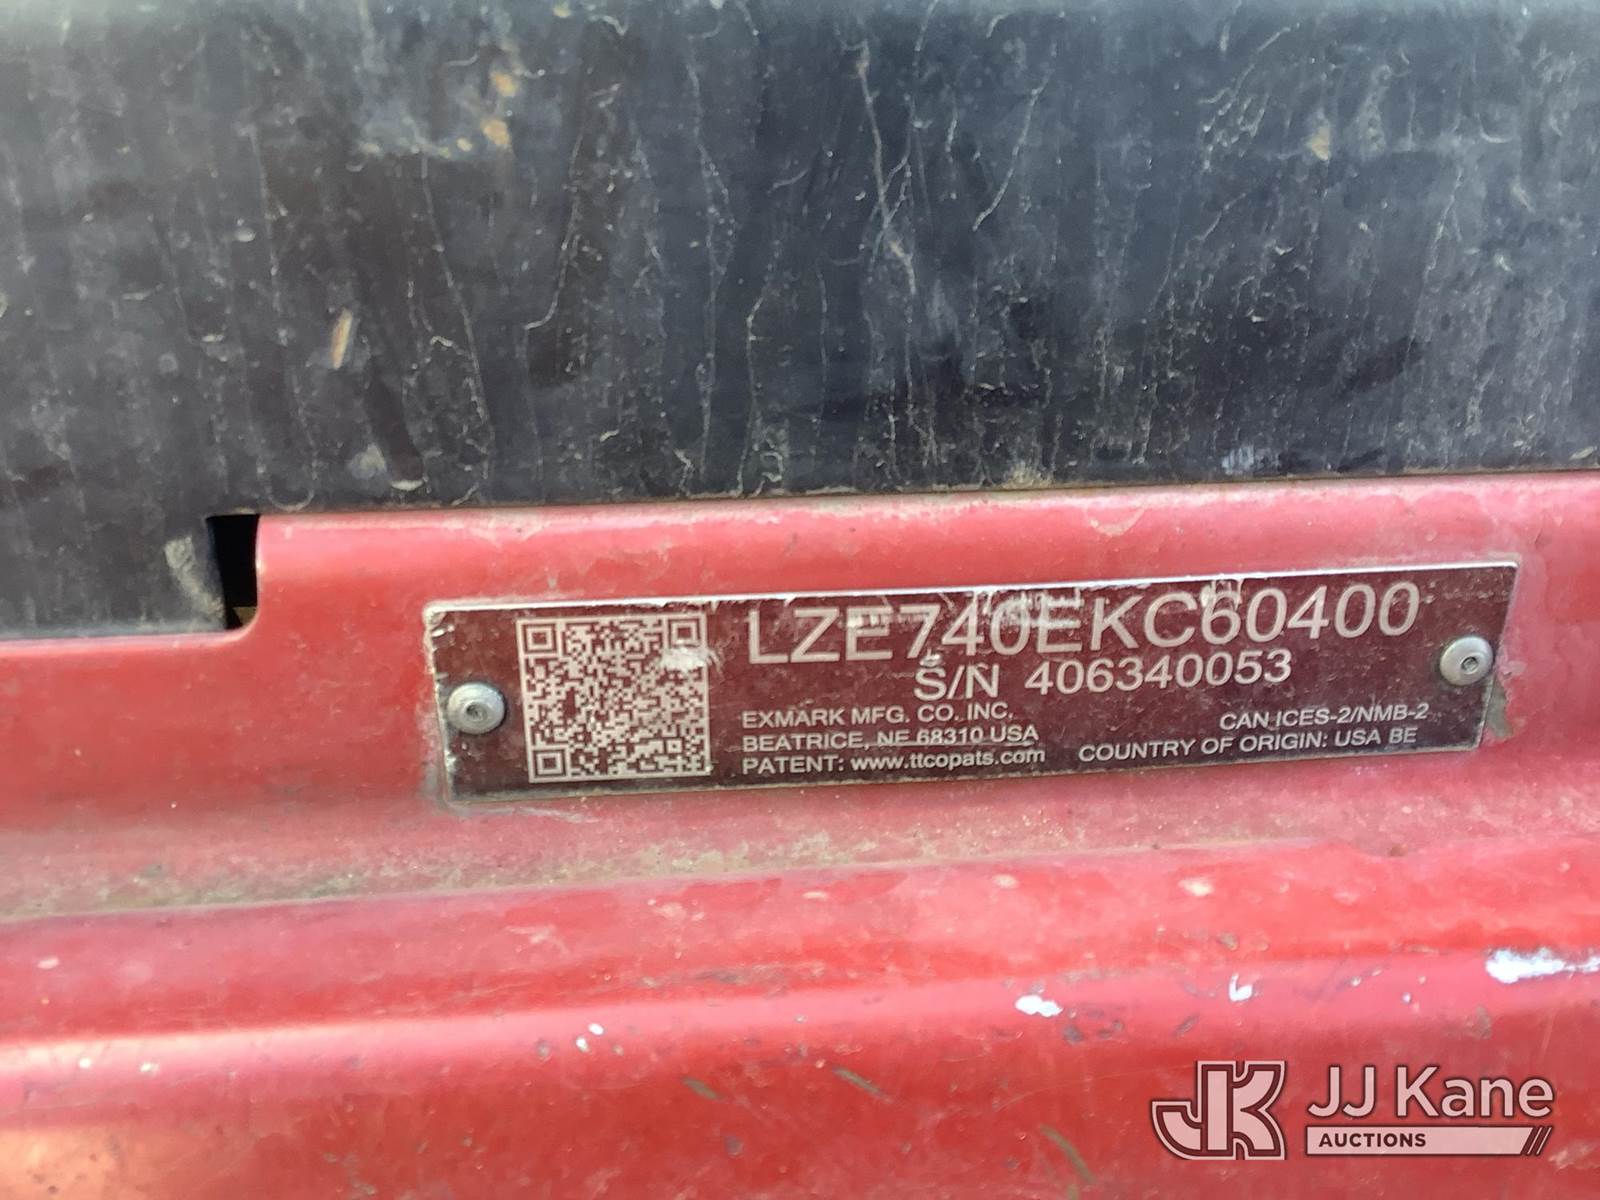 LZE740EKC60400
S/N 406340053
EXMARK MFG. CO. INC.
BEATRICE, NE 68310 USA
PATENT: www.ttcopats.com
CAN ICES-2/NMB-2
COUNTRY OF ORIGIN: USA BE
JK JJ Kane
AUCTIONS